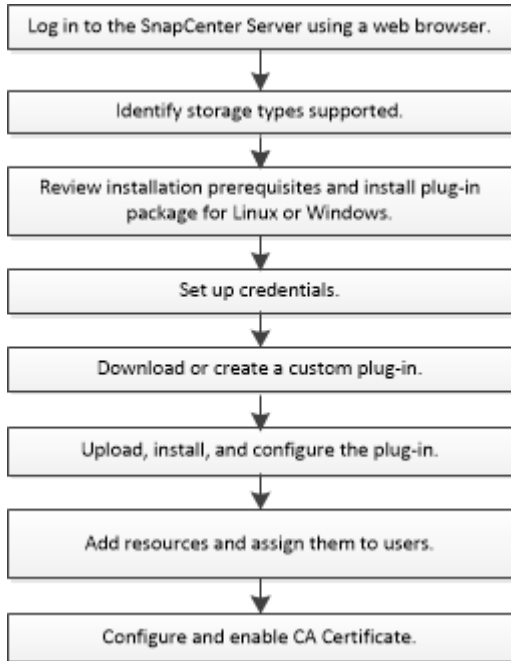 Log in to the SnapCenter Server using a web browser.
Identify storage types supported.
Review installation prerequisites and install plug-in
package for Linux or Windows.
Set up credentials.
Download or create a custom plug-in.
Upload, install, and configure the plug-in.
Add resources and assign them to users.
Configure and enable CA Certificate.